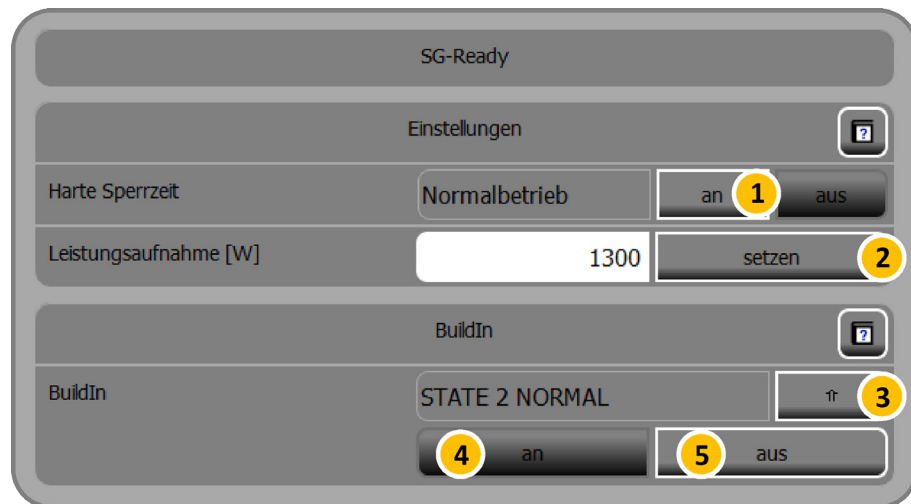 SG-Ready
Einstellungen ?
Harte Sperrzeit Normalbetrieb an 1 aus
Leistungsaufnahme [W] 1300 setzen 2
BuildIn ?
BuildIn STATE 2 NORMAL ⇑ 3
4 an 5 aus